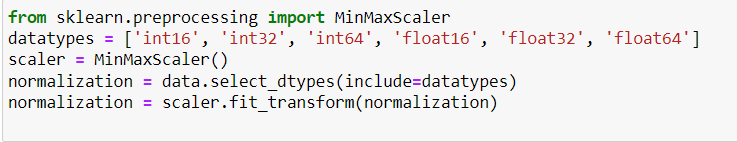 from sklearn.preprocessing import MinMaxScaler
datatypes = ['int16', 'int32', 'int64', 'float16', 'float32', 'float64']
scaler = MinMaxScaler()
normalization = data.select_dtypes(include=datatypes)
normalization = scaler.fit_transform(normalization)